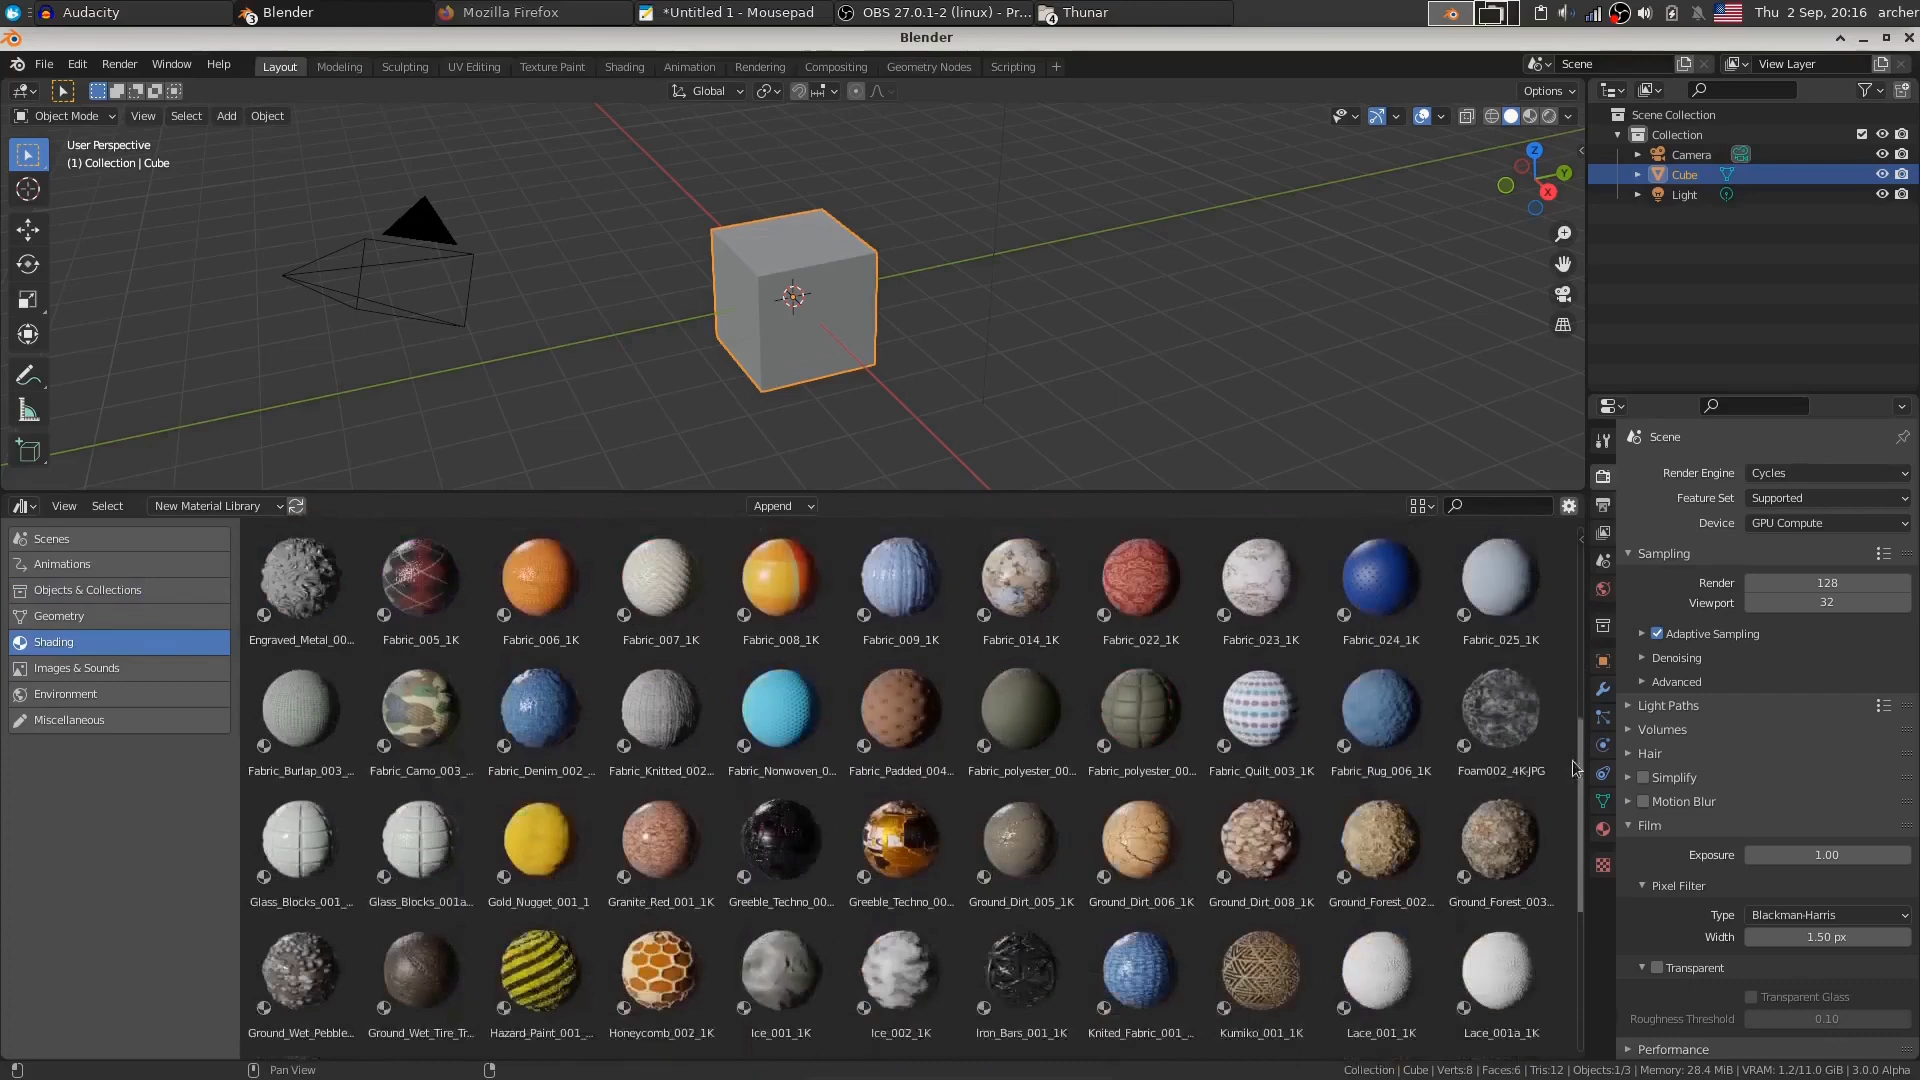 Audacity
3 Blender
Mozilla Firefox
*Untitled 1 - Mousepad
OBS 27.0.1-2 (linux) - Pr...
4 Thunar
Thu 2 Sep, 20:16 archer
Blender
File Edit Render Window Help
Layout Modeling Sculpting UV Editing Texture Paint Shading Animation Rendering Compositing Geometry Nodes Scripting +
Scene
View Layer
Global
Options
Object Mode View Select Add Object
User Perspective
(1) Collection | Cube
Z
Y
X
Scene Collection
Collection
Camera
Cube
Light
Scene
Render Engine Cycles
Feature Set Supported
Device GPU Compute
Sampling
Render 128
Viewport 32
Adaptive Sampling
Denoising
Advanced
Light Paths
Volumes
Hair
Simplify
Motion Blur
Film
Exposure 1.00
Pixel Filter
Type Blackman-Harris
Width 1.50 px
Transparent
Transparent Glass
Roughness Threshold 0.10
Performance
View Select New Material Library Append
Scenes
Animations
Objects & Collections
Geometry
Shading
Images & Sounds
Environment
Miscellaneous
Engraved_Metal_00... Fabric_005_1K Fabric_006_1K Fabric_007_1K Fabric_008_1K Fabric_009_1K Fabric_014_1K Fabric_022_1K Fabric_023_1K Fabric_024_1K Fabric_025_1K
Fabric_Burlap_003_... Fabric_Camo_003_... Fabric_Denim_002_... Fabric_Knitted_002... Fabric_Nonwoven_0... Fabric_Padded_004... Fabric_polyester_00... Fabric_polyester_00... Fabric_Quilt_003_1K Fabric_Rug_006_1K Foam002_4K-JPG
Glass_Blocks_001_... Glass_Blocks_001a... Gold_Nugget_001_1 Granite_Red_001_1K Greeble_Techno_00... Greeble_Techno_00... Ground_Dirt_005_1K Ground_Dirt_006_1K Ground_Dirt_008_1K Ground_Forest_002... Ground_Forest_003...
Ground_Wet_Pebble... Ground_Wet_Tire_Tr... Hazard_Paint_001_... Honeycomb_002_1K Ice_001_1K Ice_002_1K Iron_Bars_001_1K Knited_Fabric_001_... Kumiko_001_1K Lace_001_1K Lace_001a_1K
Pan View
Collection | Cube | Verts:8 | Faces:6 | Tris:12 | Objects:1/3 | Memory: 28.4 MiB | VRAM: 1.2/11.0 GiB | 3.0.0 Alpha